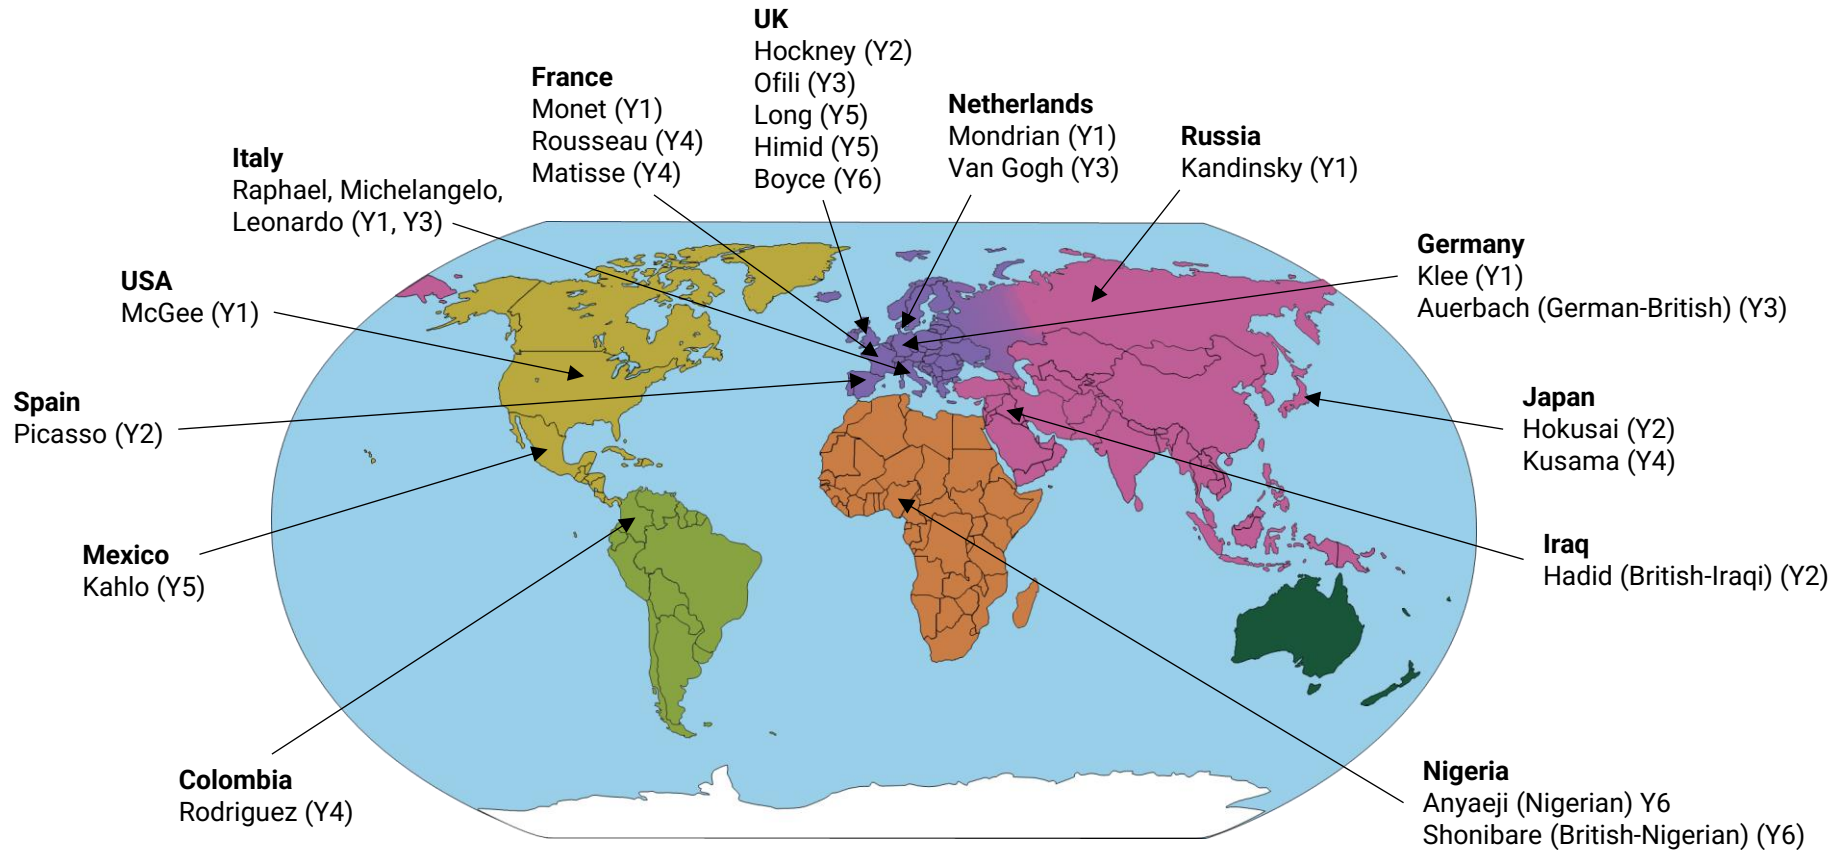 UK
Hockney (Y2)
Ofili (Y3)
Long (Y5)
Himid (Y5)
Boyce (Y6)
France
Monet (Y1)
Rousseau (Y4)
Matisse (Y4)
Netherlands
Mondrian (Y1)
Van Gogh (Y3)
Russia
Kandinsky (Y1)
Italy
Raphael, Michelangelo,
Leonardo (Y1, Y3)
Germany
Klee (Y1)
Auerbach (German-British) (Y3)
USA
McGee (Y1)
Spain
Picasso (Y2)
Japan
Hokusai (Y2)
Kusama (Y4)
Mexico
Kahlo (Y5)
Iraq
Hadid (British-Iraqi) (Y2)
Colombia
Rodriguez (Y4)
Nigeria
Anyaeji (Nigerian) Y6
Shonibare (British-Nigerian) (Y6)